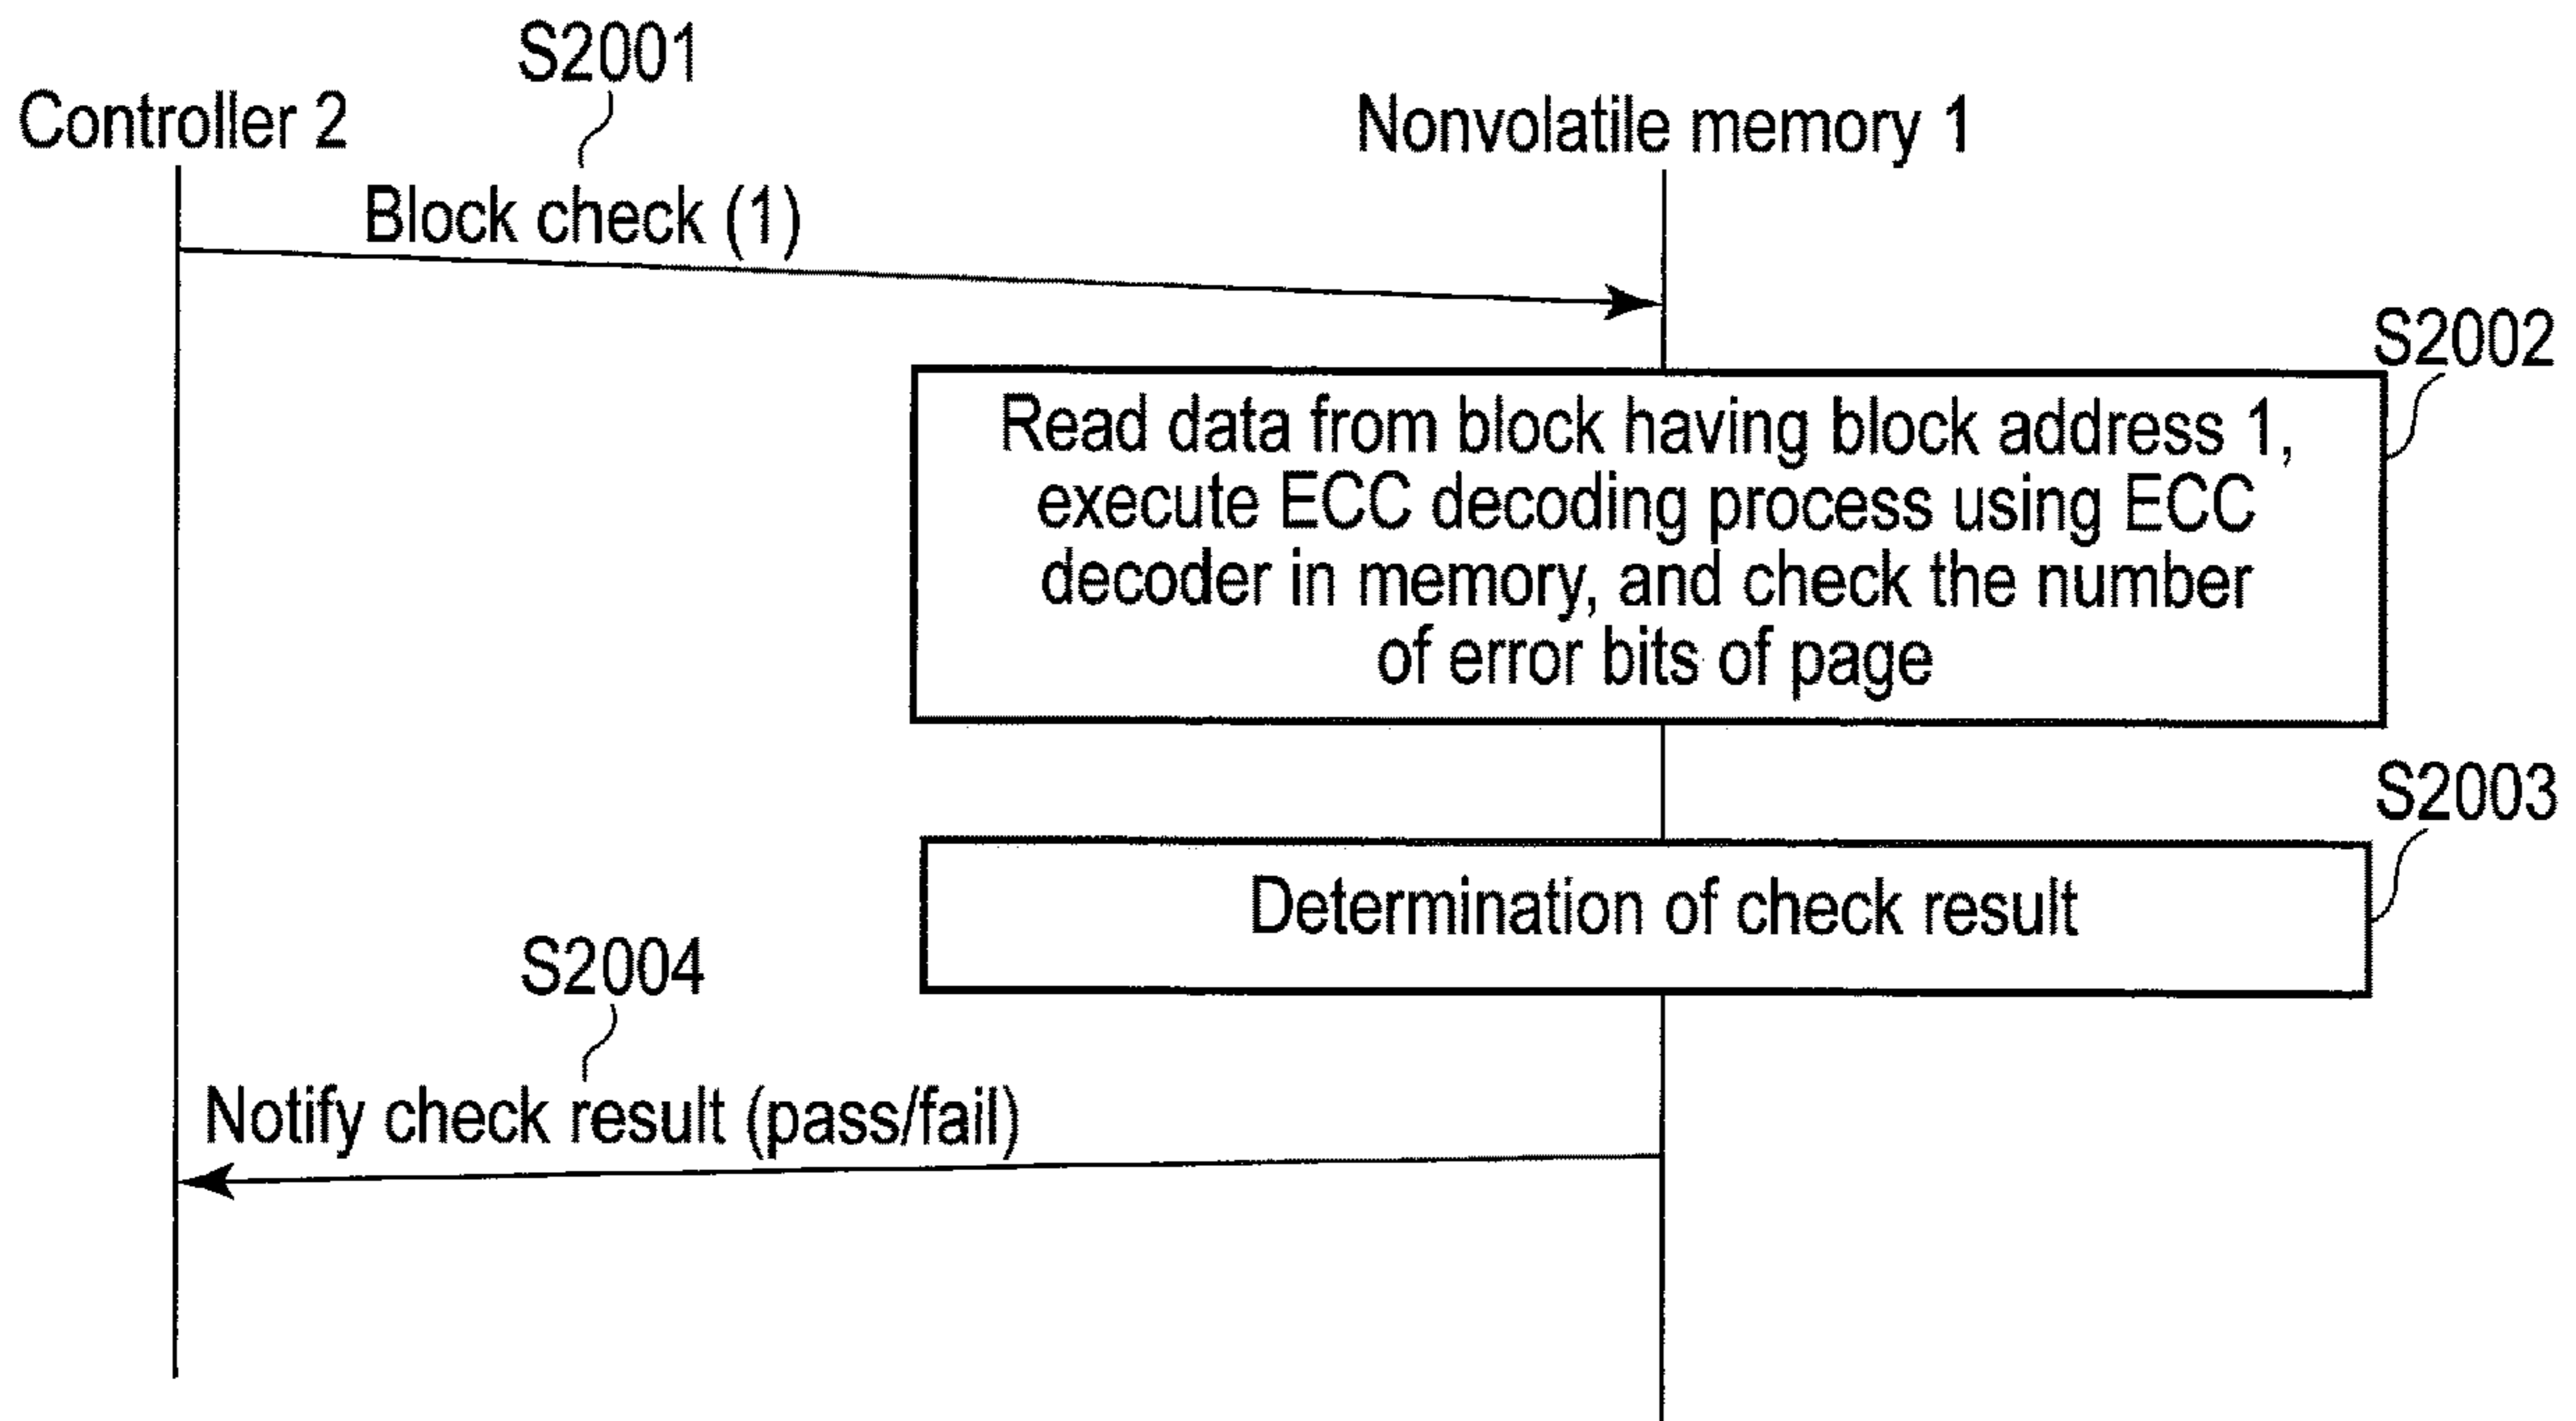 S2001
Controller 2
Nonvolatile memory 1
Block check (1)
S2002
Read data from block having block address 1,
execute ECC decoding process using ECC
decoder in memory, and check the number
of error bits of page
S2003
Determination of check result
S2004
Notify check result (pass/fail)